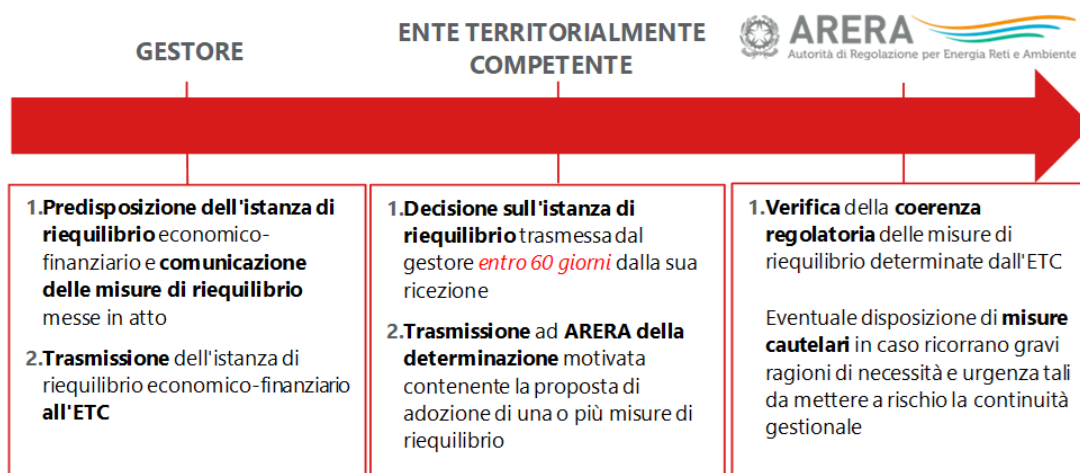 GESTORE
ENTE TERRITORIALMENTE
COMPETENTE
ARERA
Autorità di Regolazione per Energia Reti e Ambiente
1.Predisposizione dell'istanza di
riequilibrio economico-
finanziario e comunicazione
delle misure di riequilibrio
messe in atto
2.Trasmissione dell'istanza di
riequilibrio economico-finanziario
all'ETC
1.Decisione sull'istanza di
riequilibrio trasmessa dal
gestore entro 60 giorni dalla sua
ricezione
2.Trasmissione ad ARERA della
determinazione motivata
contenente la proposta di
adozione di una o più misure di
riequilibrio
1.Verifica della coerenza
regolatoria delle misure di
riequilibrio determinate dall'ETC
Eventuale disposizione di misure
cautelari in caso ricorrano gravi
ragioni di necessità e urgenza tali
da mettere a rischio la continuità
gestionale